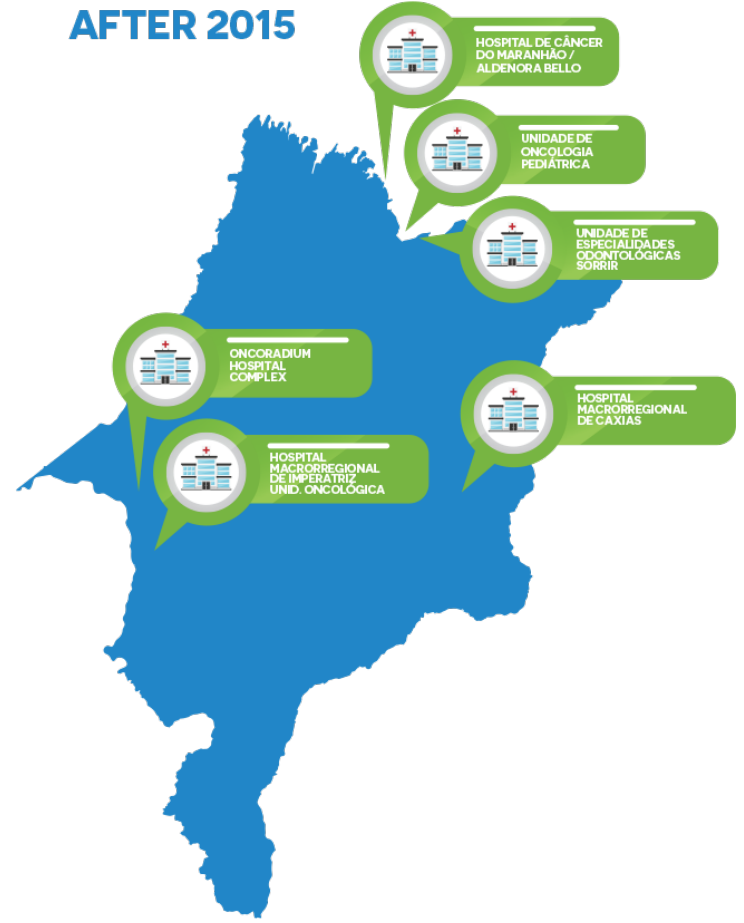 AFTER 2015
HOSPITAL DE CÂNCER
DO MARANHÃO /
ALDENORA BELLO
UNIDADE DE
ONCOLOGIA
PEDIÁTRICA
UNIDADE DE
ESPECIALIDADES
ODONTOLÓGICAS
SORRIR
ONCORADIUM
HOSPITAL
COMPLEX
HOSPITAL
MACRORREGIONAL
DE CAXIAS
HOSPITAL
MACRORREGIONAL
DE IMPERATRIZ
UNID. ONCOLÓGICA